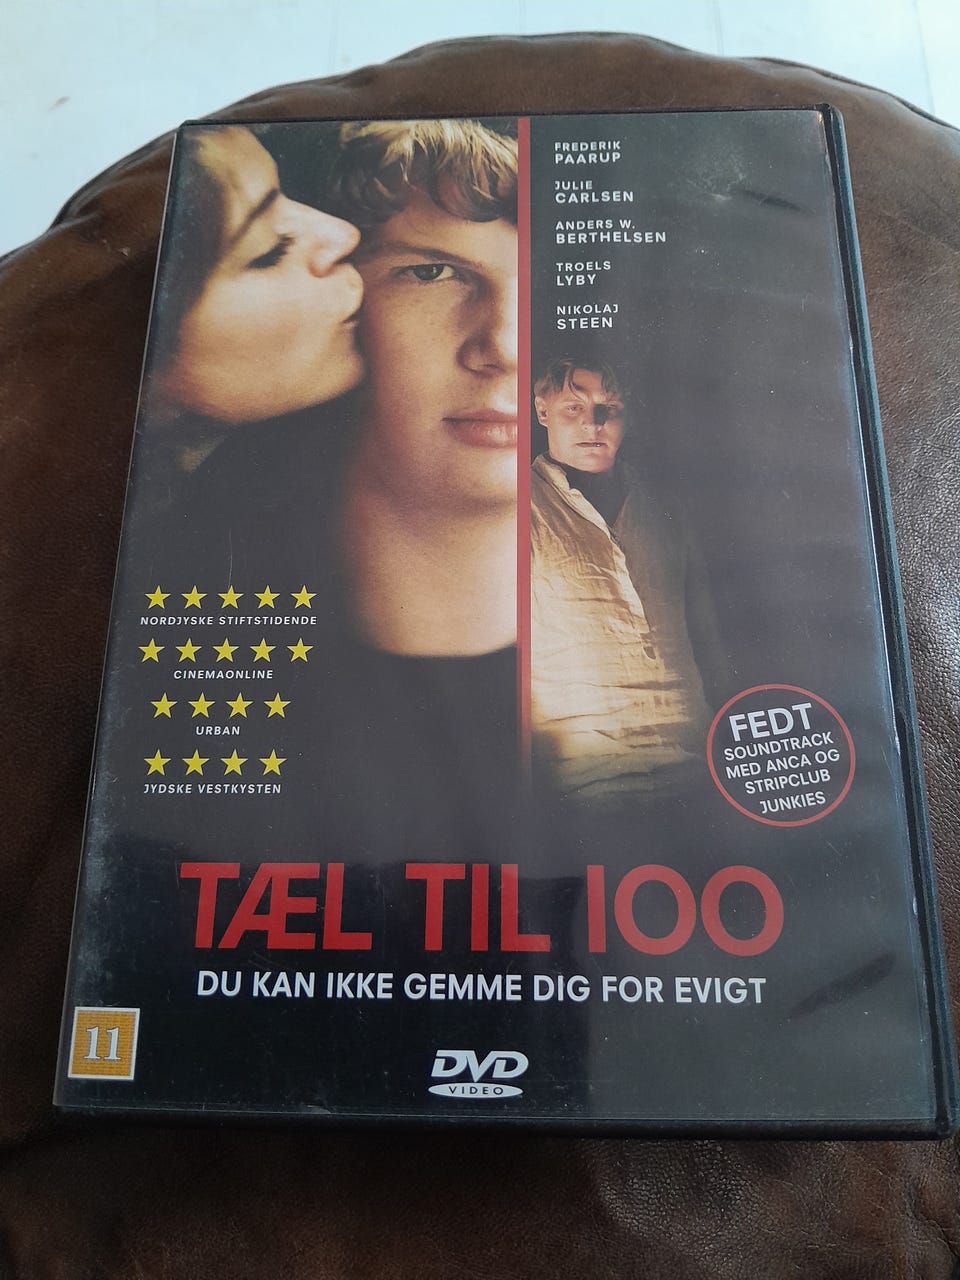 FREDERIK
PAARUP
JULIE
CARLSEN
ANDERS W.
BERTHELSEN
TROELS
LYBY
NIKOLAJ
STEEN
NORDJYSKE STIFTSTIDENDE
CINEMAONLINE
URBAN
JYDSKE VESTKYSTEN
FEDT
SOUNDTRACK
MED ANCA OG
STRIPCLUB
JUNKIES
TÆL TIL 100
DU KAN IKKE GEMME DIG FOR EVIGT
11
DVD
VIDEO